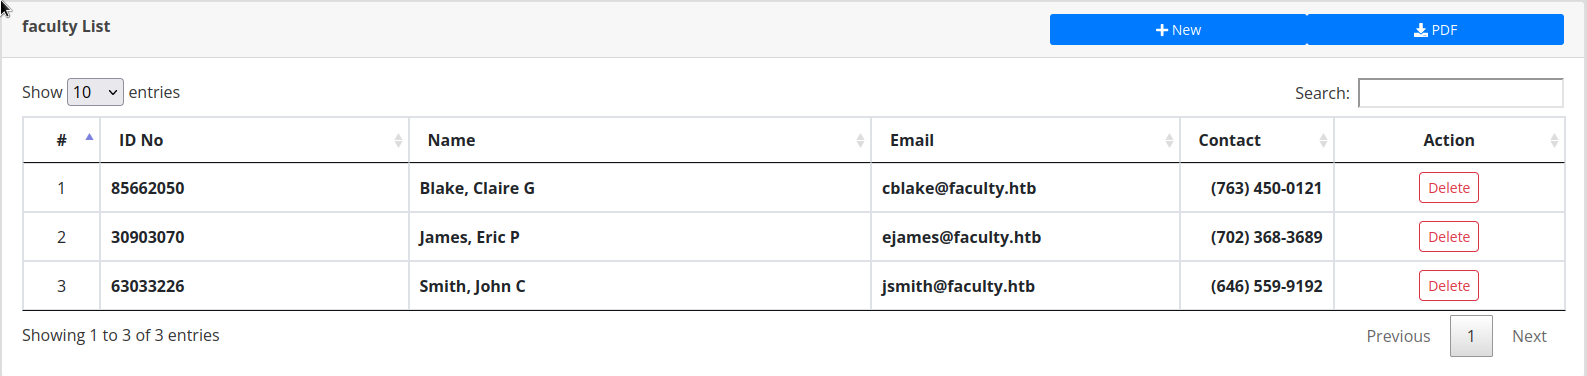 faculty List
New PDF
Show 10 entries Search:
# ID No Name Email Contact Action
1 85662050 Blake, Claire G cblake@faculty.htb (763) 450-0121 Delete
2 30903070 James, Eric P ejames@faculty.htb (702) 368-3689 Delete
3 63033226 Smith, John C jsmith@faculty.htb (646) 559-9192 Delete
Showing 1 to 3 of 3 entries Previous 1 Next